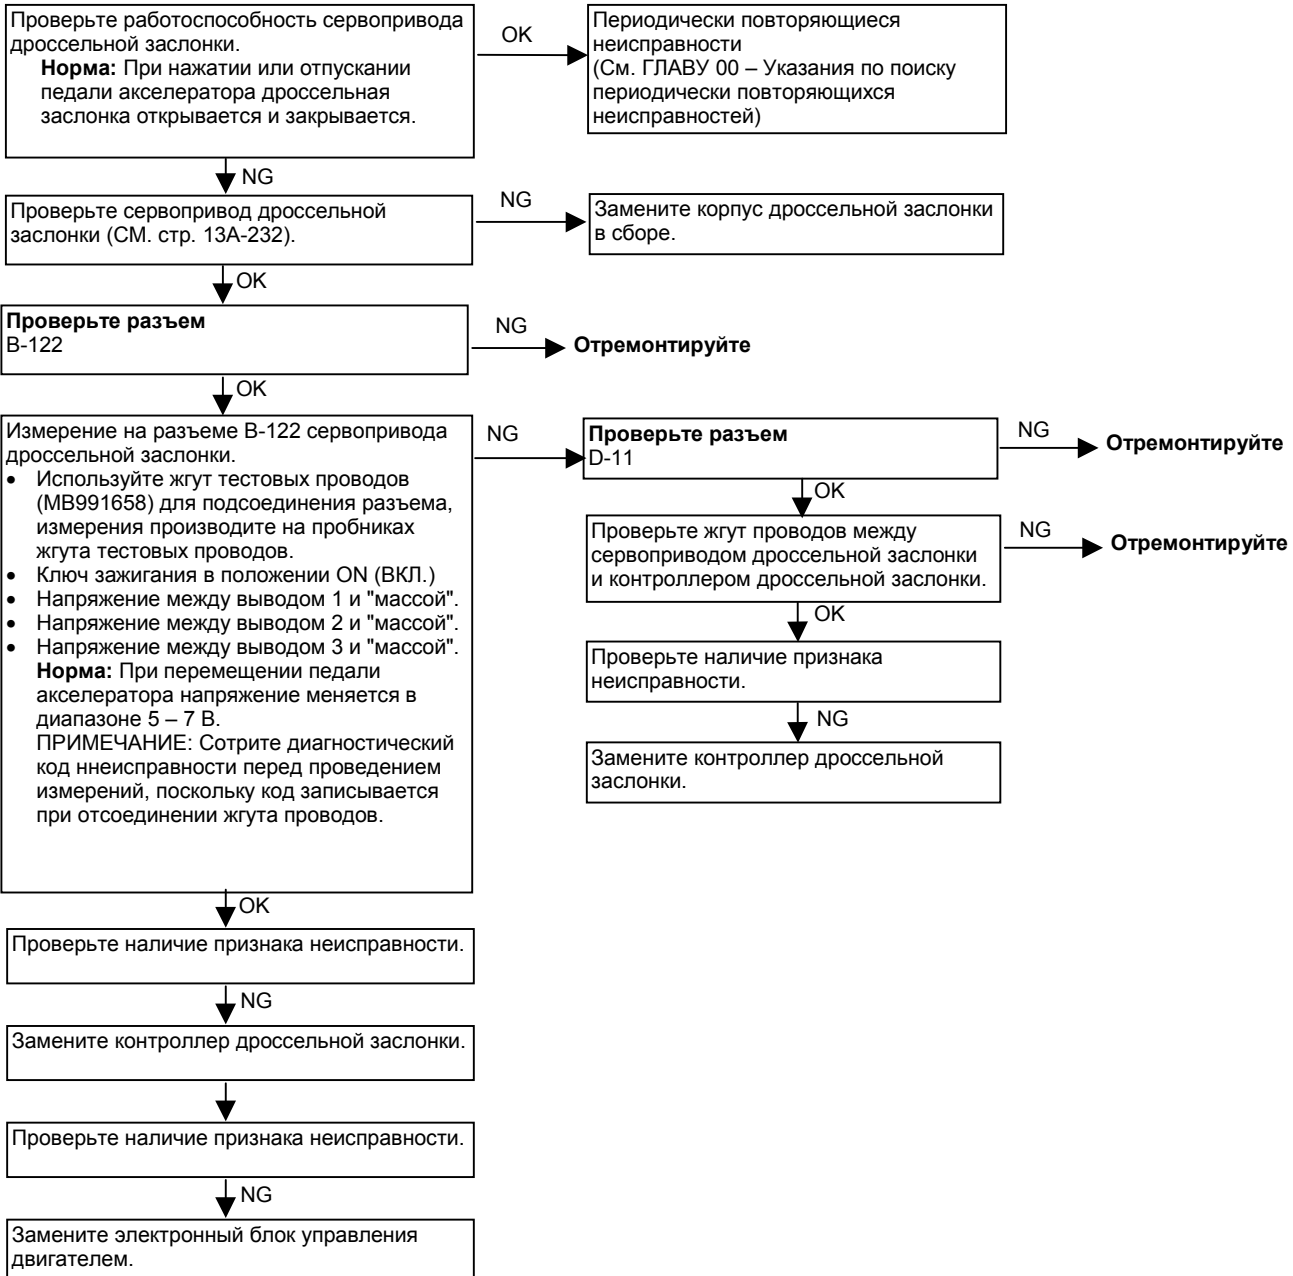 Проверьте работоспособность сервопривода
дроссельной заслонки.
Норма: При нажатии или отпускании
педали акселератора дроссельная
заслонка открывается и закрывается.
OK
Периодически повторяющиеся
неисправности
(См. ГЛАВУ 00 – Указания по поиску
периодически повторяющихся
неисправностей)
NG
Проверьте сервопривод дроссельной
заслонки (СМ. стр. 13A-232).
NG
Замените корпус дроссельной заслонки
в сборе.
OK
Проверьте разъем
B-122
NG
Отремонтируйте
OK
Измерение на разъеме B-122 сервопривода
дроссельной заслонки.
• Используйте жгут тестовых проводов
(MB991658) для подсоединения разъема,
измерения производите на пробниках
жгута тестовых проводов.
• Ключ зажигания в положении ON (ВКЛ.)
• Напряжение между выводом 1 и "массой".
• Напряжение между выводом 2 и "массой".
• Напряжение между выводом 3 и "массой".
Норма: При перемещении педали
акселератора напряжение меняется в
диапазоне 5 – 7 В.
ПРИМЕЧАНИЕ: Сотрите диагностический
код ннеисправности перед проведением
измерений, поскольку код записывается
при отсоединении жгута проводов.
NG
Проверьте разъем
D-11
NG
Отремонтируйте
OK
Проверьте жгут проводов между
сервоприводом дроссельной заслонки
и контроллером дроссельной заслонки.
NG
Отремонтируйте
OK
Проверьте наличие признака
неисправности.
NG
Замените контроллер дроссельной
заслонки.
OK
Проверьте наличие признака неисправности.
NG
Замените контроллер дроссельной заслонки.
Проверьте наличие признака неисправности.
NG
Замените электронный блок управления
двигателем.